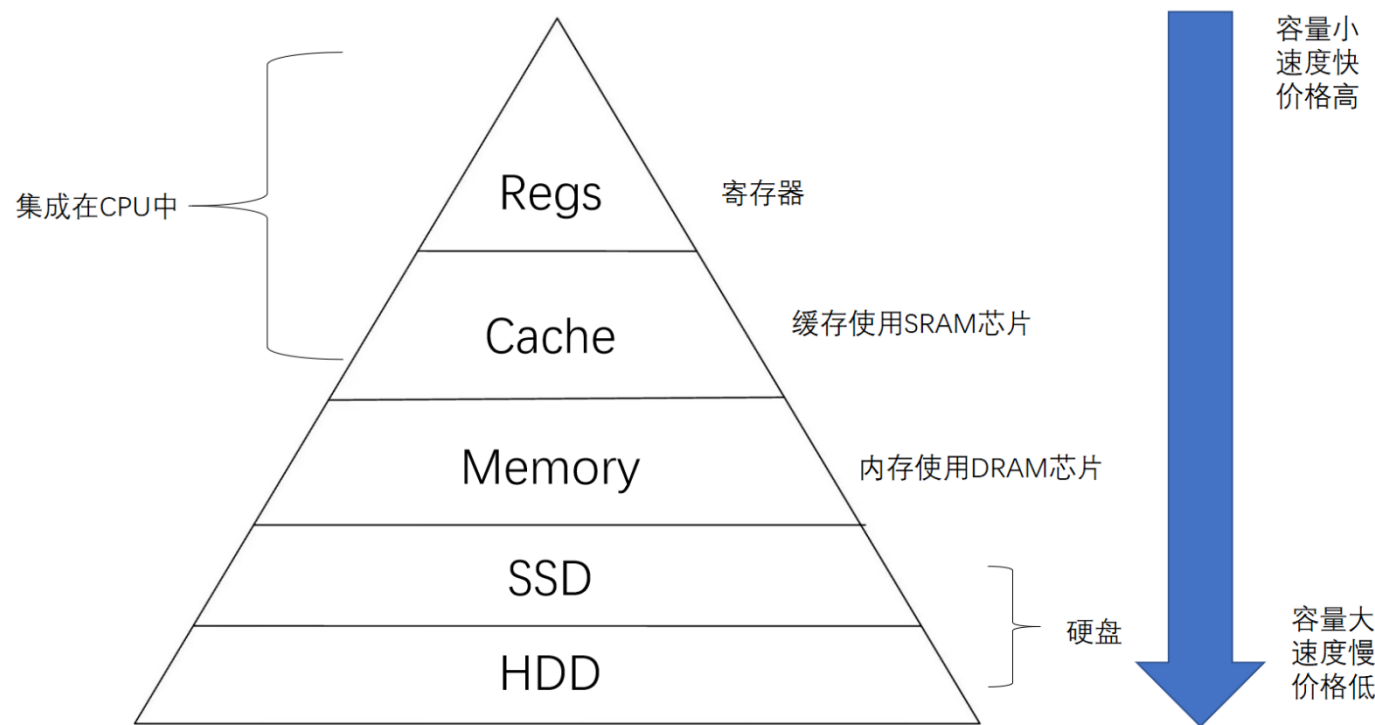 容量小
速度快
价格高
集成在CPU中
Regs
寄存器
Cache
缓存使用SRAM芯片
Memory
内存使用DRAM芯片
SSD
HDD
硬盘
容量大
速度慢
价格低